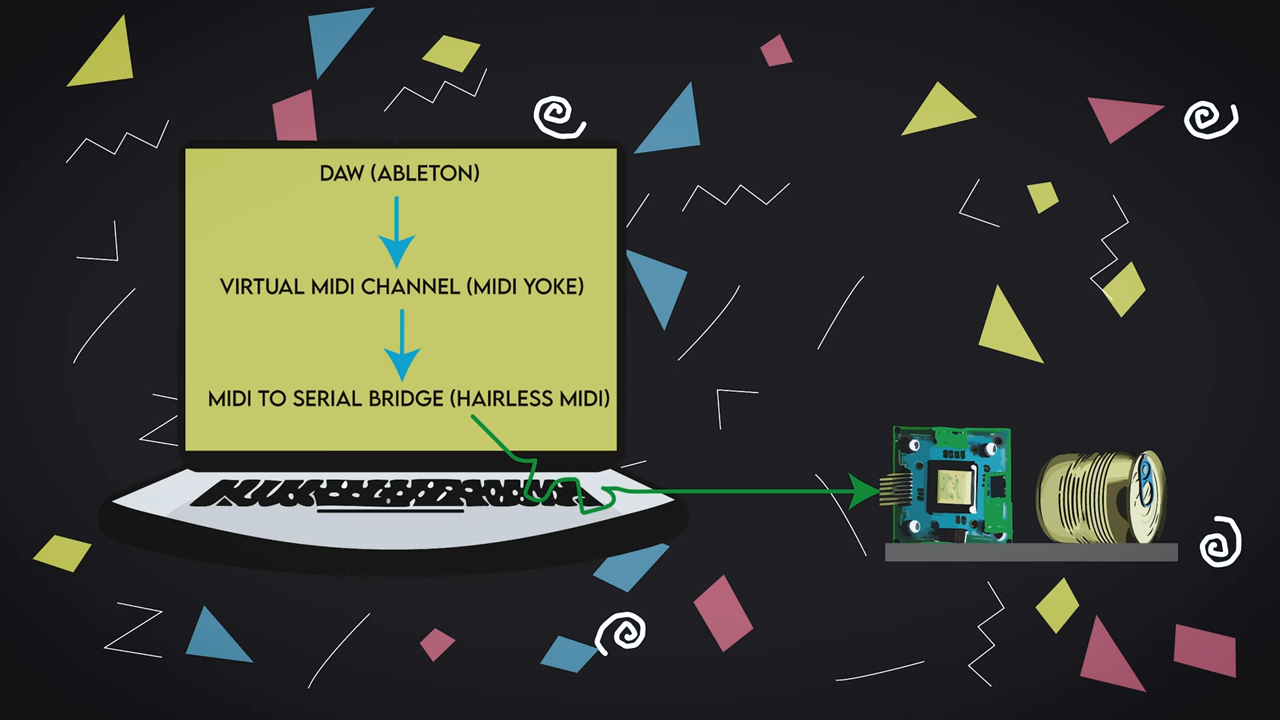 DAW (ABLETON)
VIRTUAL MIDI CHANNEL (MIDI YOKE)
MIDI TO SERIAL BRIDGE (HAIRLESS MIDI)